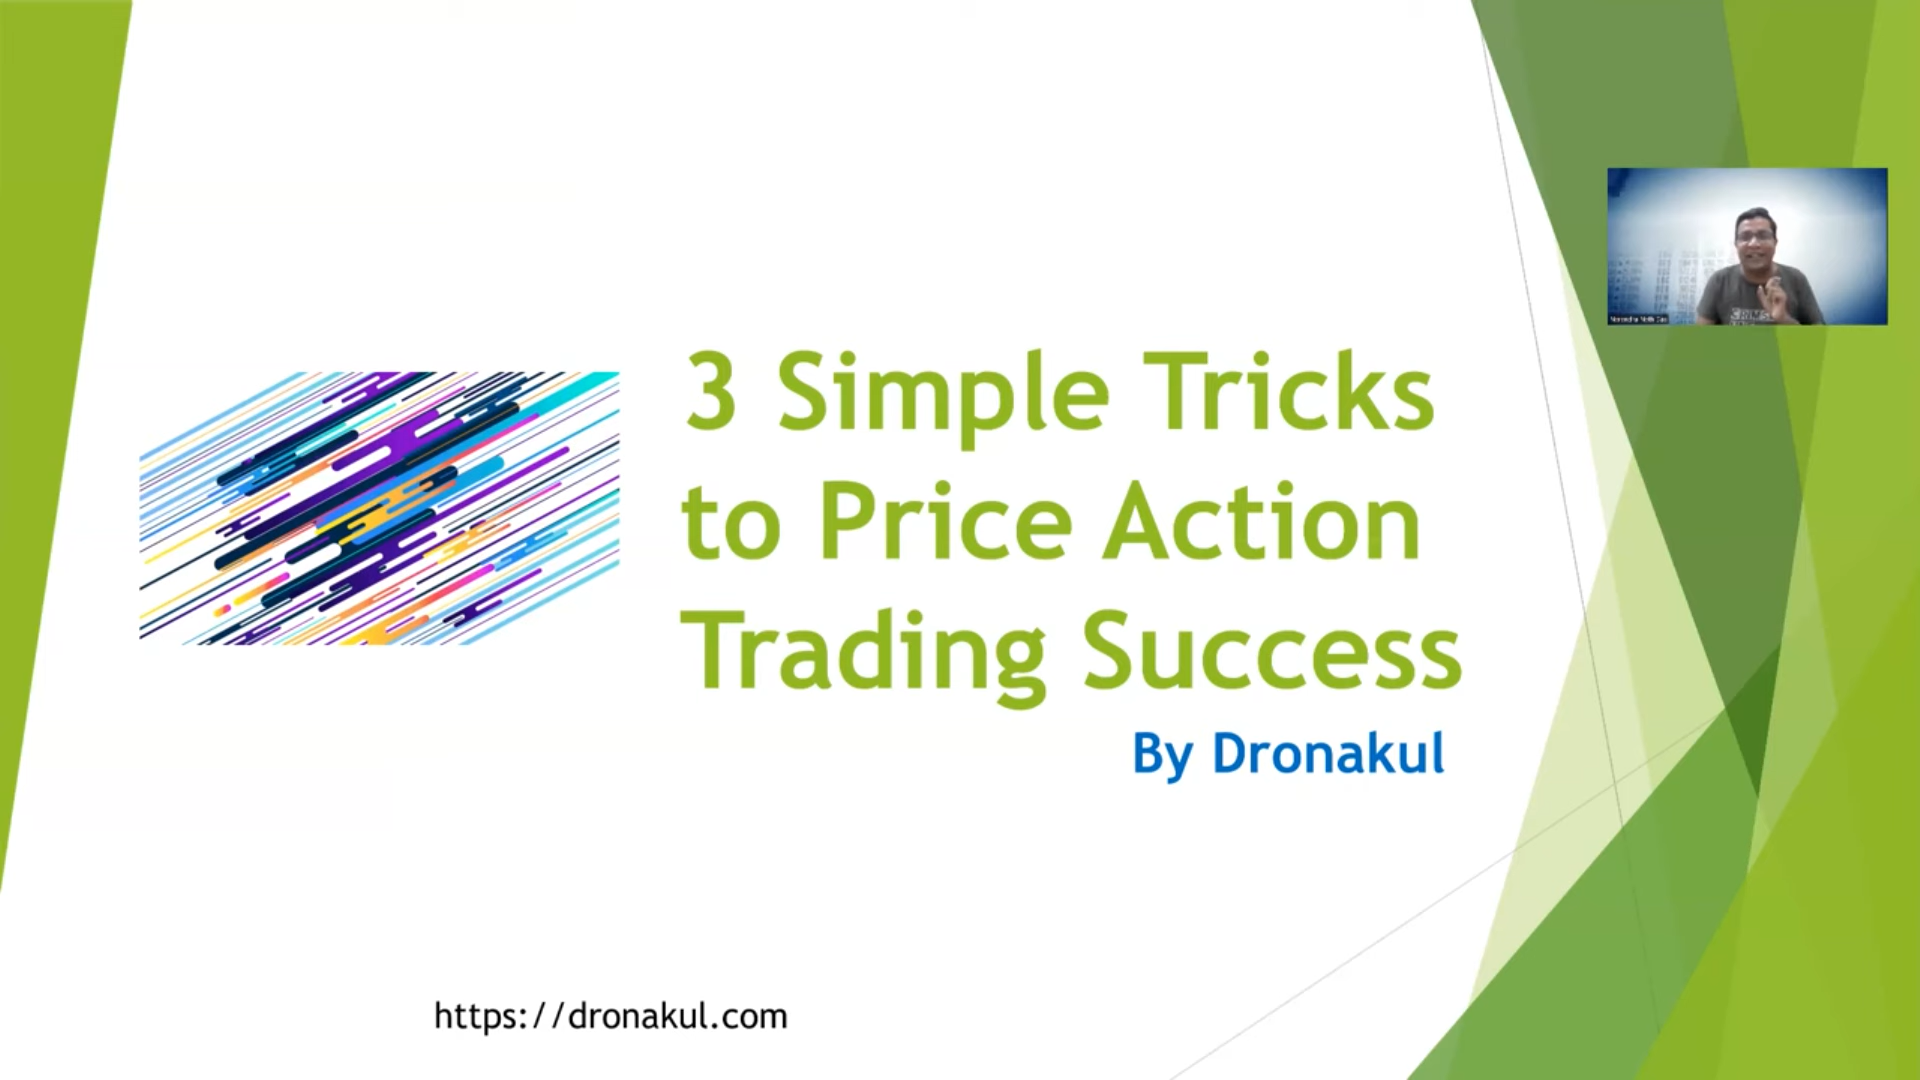 3 Simple Tricks
to Price Action
Trading Success
By Dronakul
https://dronakul.com